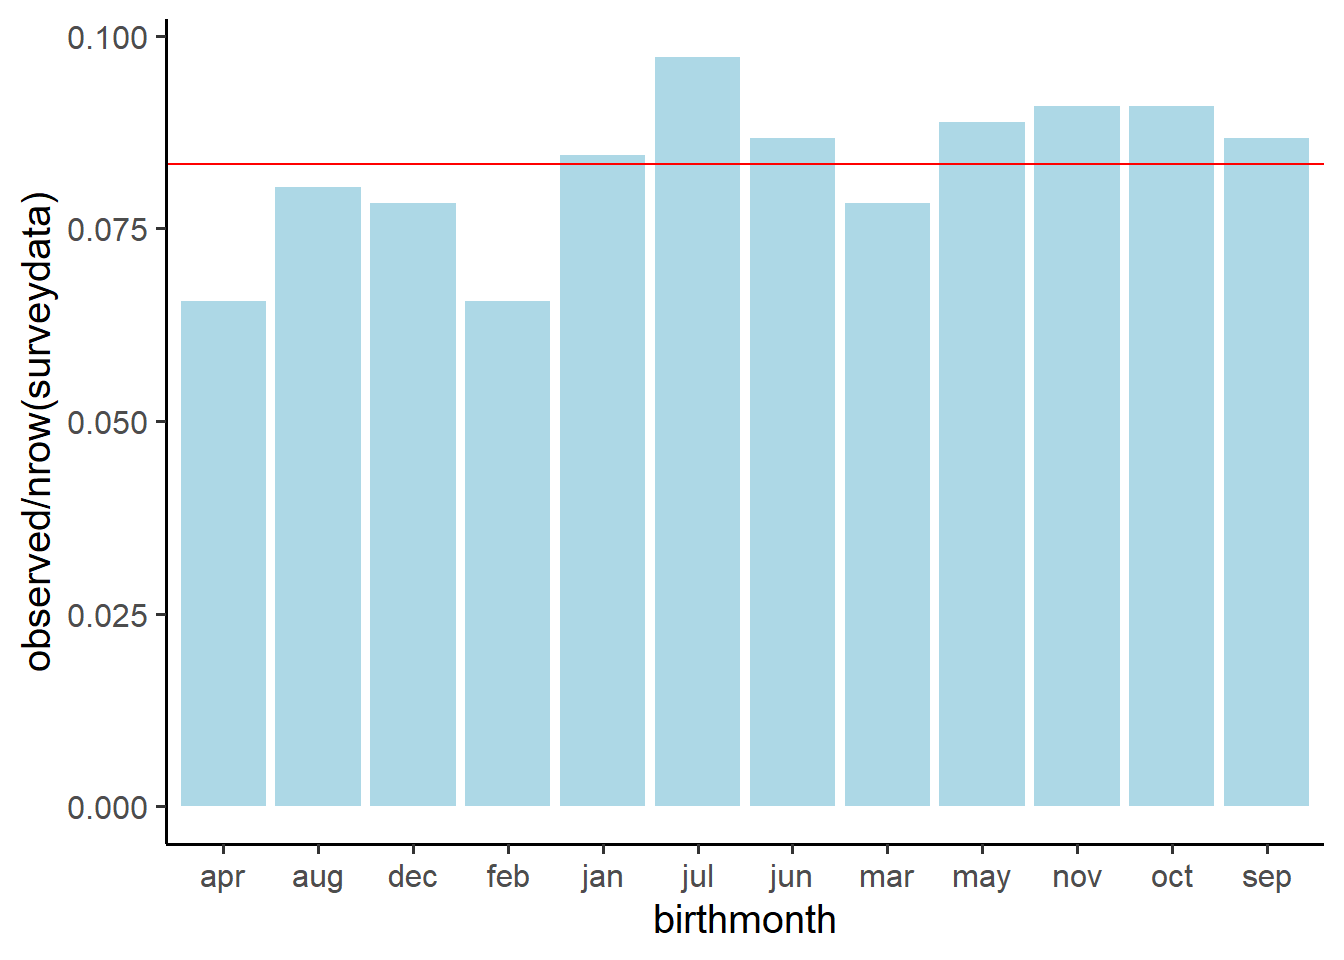 observed/nrow(surveydata)
0.100
0.075
0.050
0.025
0.000
apr aug dec feb jan jul jun mar may nov oct sep
birthmonth